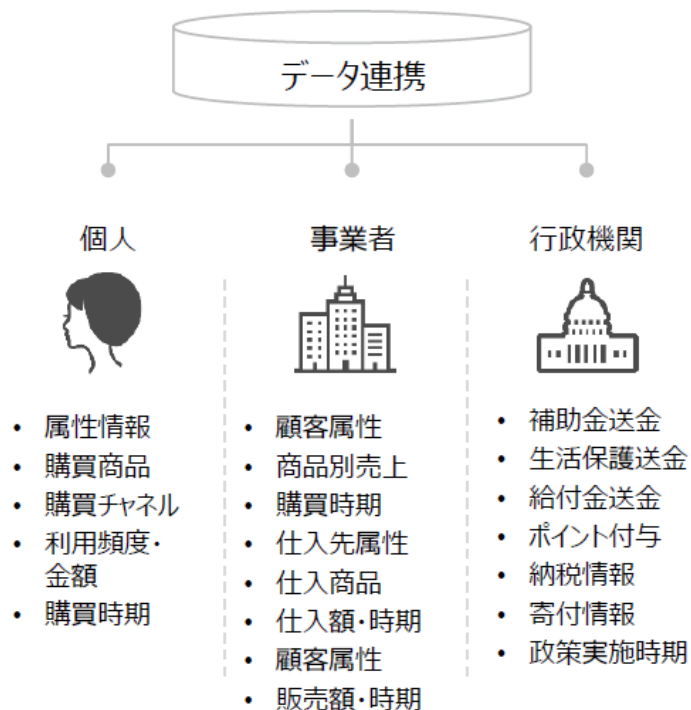 データ連携
個人
事業者
行政機関
• 属性情報
• 購買商品
• 購買チャネル
• 利用頻度・
金額
• 購買時期
• 顧客属性
• 商品別売上
• 購買時期
• 仕入先属性
• 仕入商品
• 仕入額・時期
• 顧客属性
• 販売額・時期
• 補助金送金
• 生活保護送金
• 給付金送金
• ポイント付与
• 納税情報
• 寄付情報
• 政策実施時期